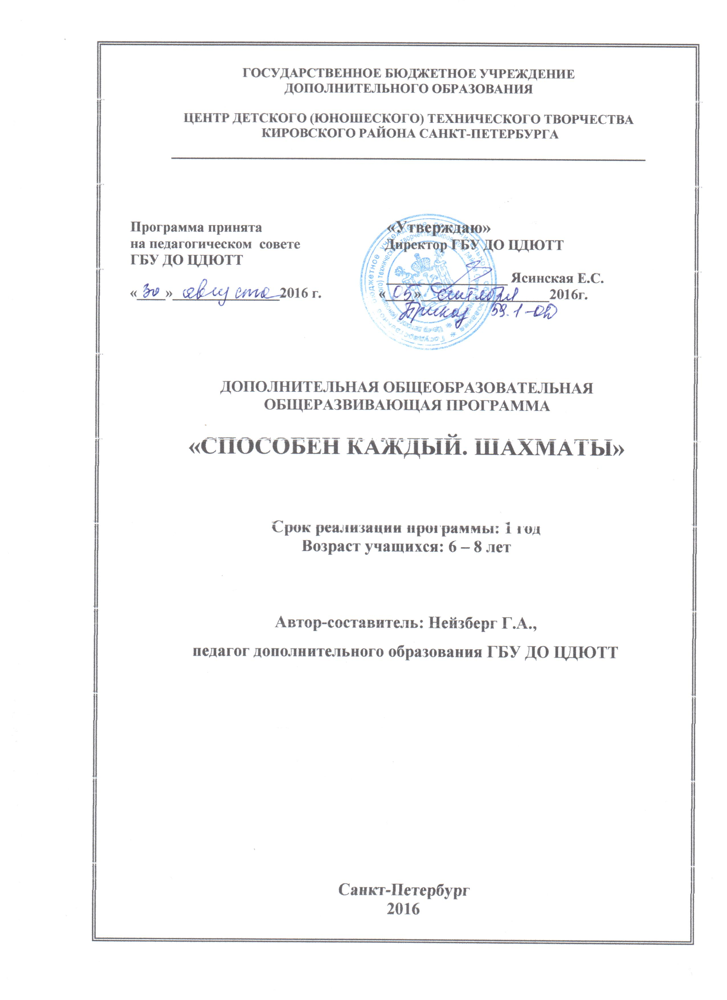 ГОСУДАРСТВЕННОЕ БЮДЖЕТНОЕ УЧРЕЖДЕНИЕ
ДОПОЛНИТЕЛЬНОГО ОБРАЗОВАНИЯ
ЦЕНТР ДЕТСКОГО (ЮНОШЕСКОГО) ТЕХНИЧЕСКОГО ТВОРЧЕСТВА
КИРОВСКОГО РАЙОНА САНКТ-ПЕТЕРБУРГА
Программа принята
на педагогическом совете
ГБУ ДО ЦДЮТТ
«30» августа 2016 г.
«Утверждаю»
Директор ГБУ ДО ЦДЮТТ
Ясинская Е.С.
«05» сентября 2016г.
Приказ 59.1-ОД
ДОПОЛНИТЕЛЬНАЯ ОБЩЕОБРАЗОВАТЕЛЬНАЯ
ОБЩЕРАЗВИВАЮЩАЯ ПРОГРАММА
«СПОСОБЕН КАЖДЫЙ. ШАХМАТЫ»
Срок реализации программы: 1 год
Возраст учащихся: 6 – 8 лет
Автор-составитель: Нейзберг Г.А.,
педагог дополнительного образования ГБУ ДО ЦДЮТТ
Санкт-Петербург
2016